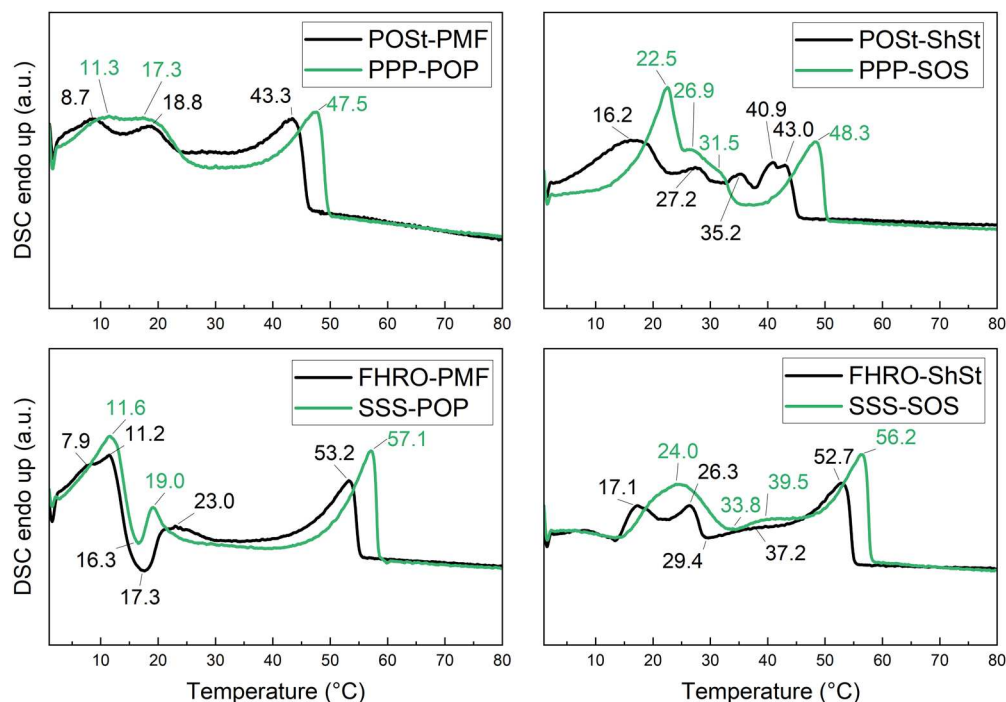 DSC endo up (a.u.)
POSt-PMF
PPP-POP
11.3
17.3
8.7
18.8
43.3
47.5
10 20 30 40 50 60 70 80
POSt-ShSt
PPP-SOS
22.5
26.9
16.2
31.5
40.9
43.0
48.3
27.2
35.2
10 20 30 40 50 60 70 80
DSC endo up (a.u.)
FHRO-PMF
SSS-POP
11.6
7.9
11.2
19.0
23.0
53.2
57.1
16.3
17.3
10 20 30 40 50 60 70 80
Temperature (°C)
FHRO-ShSt
SSS-SOS
24.0
26.3
17.1
33.8
39.5
52.7
56.2
29.4
37.2
10 20 30 40 50 60 70 80
Temperature (°C)